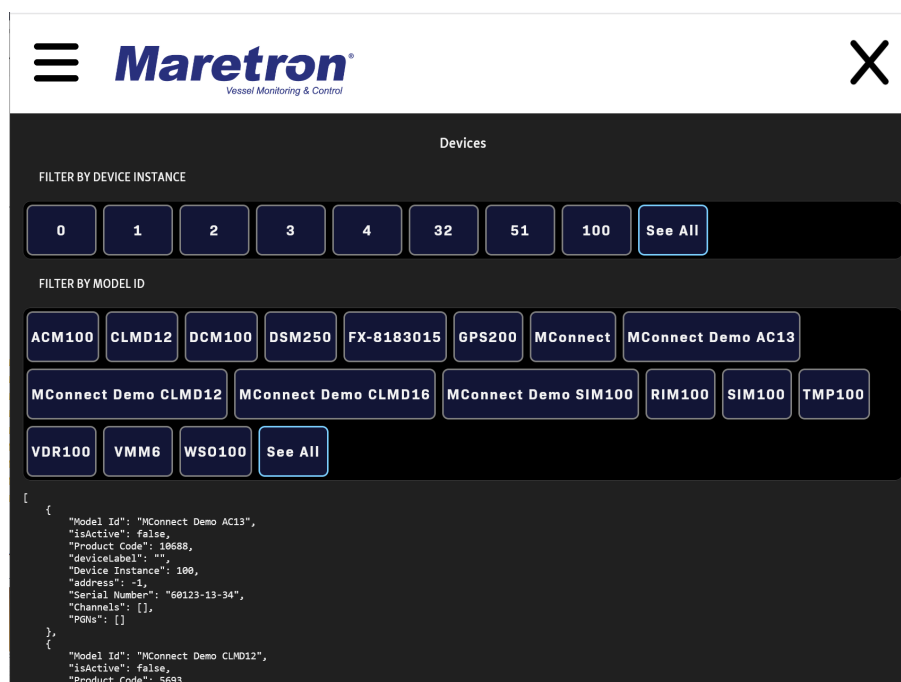 Maretron®
Vessel Monitoring & Control
Devices
FILTER BY DEVICE INSTANCE
0 1 2 3 4 32 51 100 See All
FILTER BY MODEL ID
ACM100 CLMD12 DCM100 DSM250 FX-8183015 GPS200 MConnect MConnect Demo AC13
MConnect Demo CLMD12 MConnect Demo CLMD16 MConnect Demo SIM100 RIM100 SIM100 TMP100
VDR100 VMM6 WSO100 See All
[
{
"Model Id": "MConnect Demo AC13",
"isActive": false,
"Product Code": 10688,
"deviceLabel": "",
"Device Instance": 100,
"address": -1,
"Serial Number": "60123-13-34",
"Channels": [],
"PGNs": []
},
{
"Model Id": "MConnect Demo CLMD12",
"isActive": false,
"Product Code": 5693